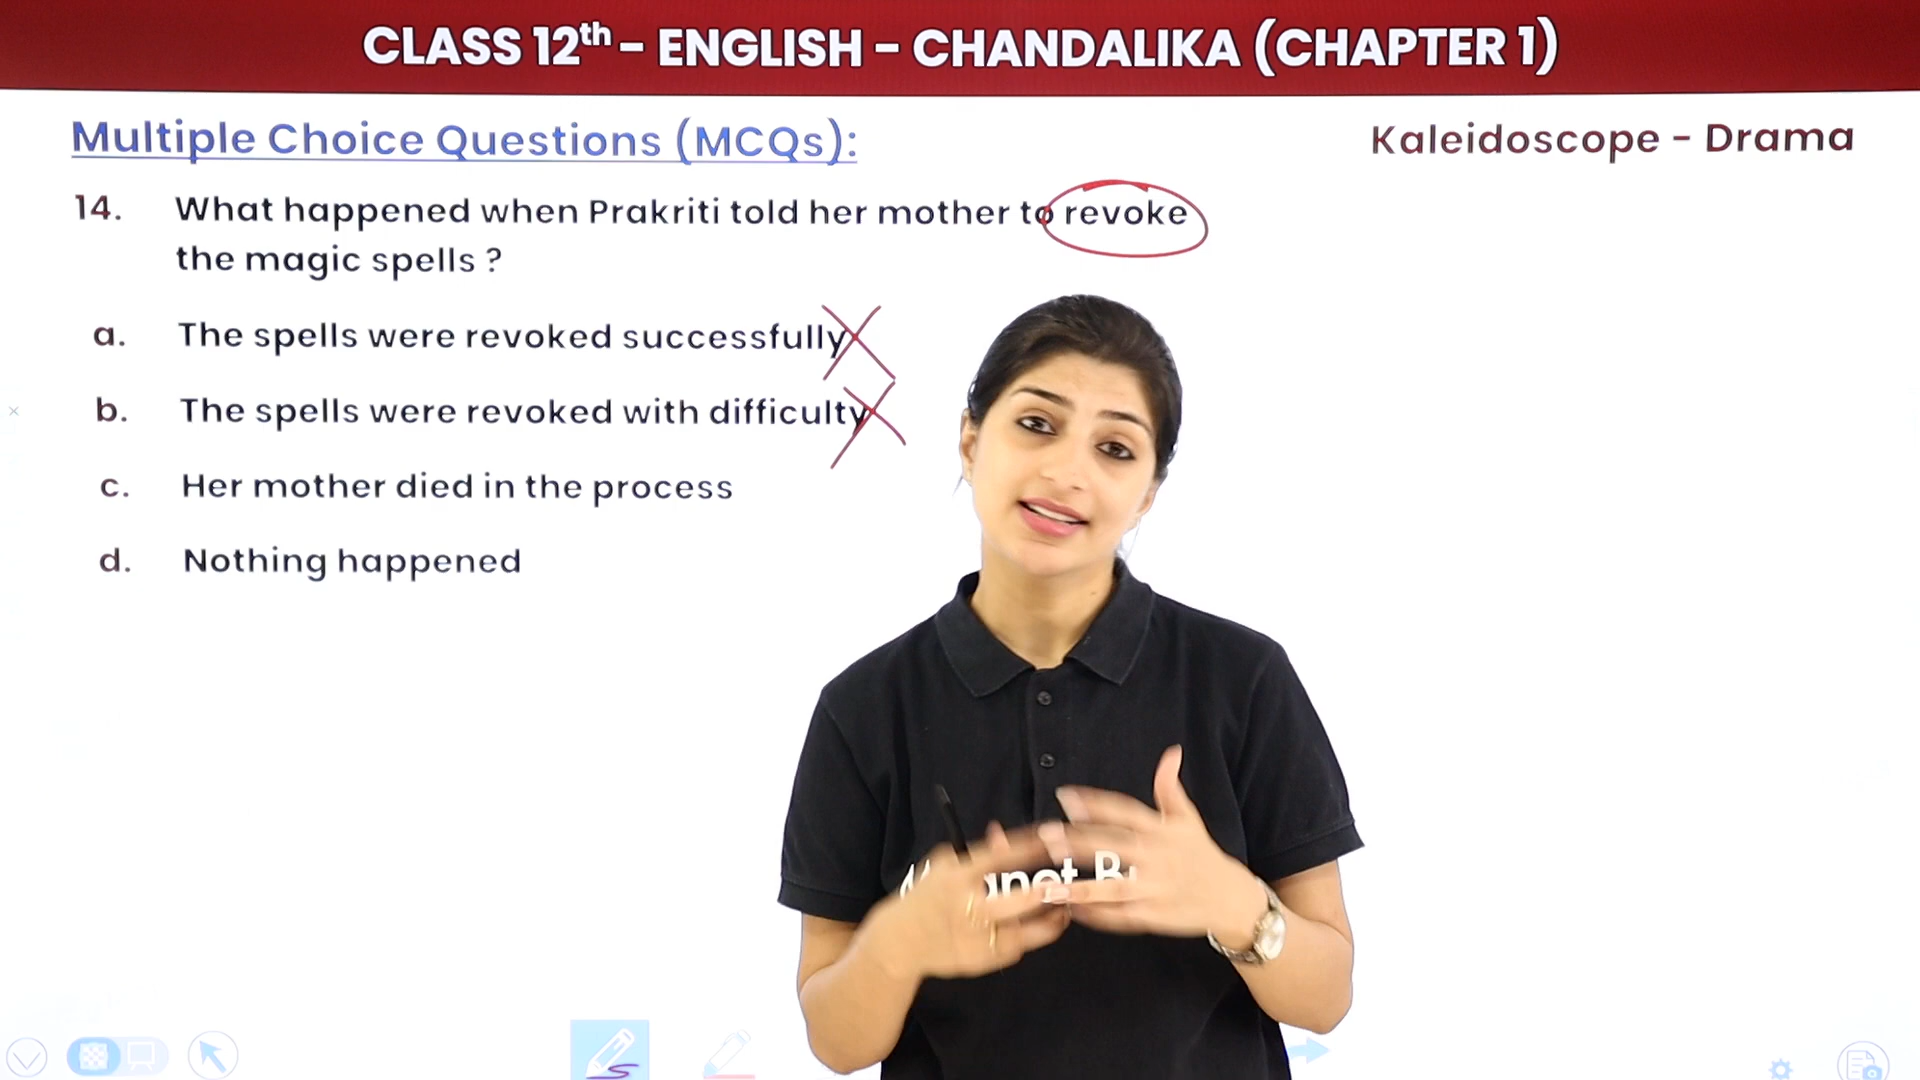 CLASS 12th - ENGLISH - CHANDALIKA (CHAPTER 1)
Multiple Choice Questions (MCQs):
Kaleidoscope - Drama
14. What happened when Prakriti told her mother to revoke
the magic spells ?
a. The spells were revoked successfully
b. The spells were revoked with difficulty
c. Her mother died in the process
d. Nothing happened